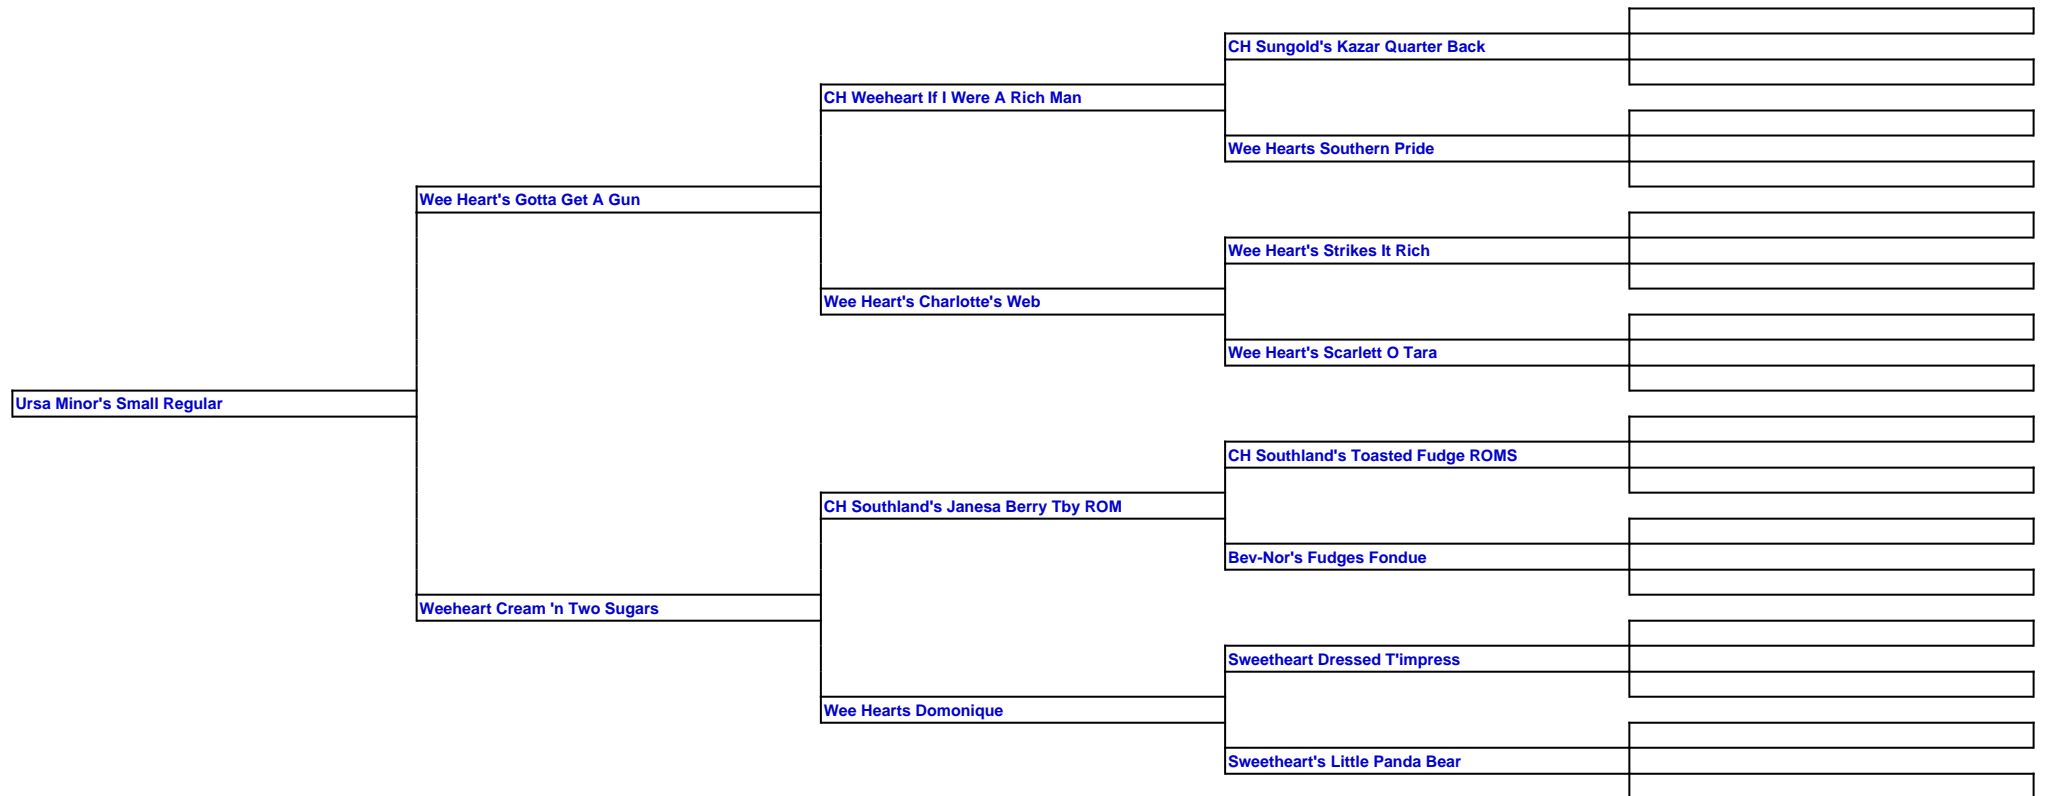 CH Sungold's Kazar Quarter Back
CH Weeheart If I Were A Rich Man
Wee Hearts Southern Pride
Wee Heart's Gotta Get A Gun
Wee Heart's Strikes It Rich
Wee Heart's Charlotte's Web
Wee Heart's Scarlett O Tara
Ursa Minor's Small Regular
CH Southland's Toasted Fudge ROMS
CH Southland's Janesa Berry Tby ROM
Bev-Nor's Fudges Fondue
Weeheart Cream 'n Two Sugars
Sweetheart Dressed T'impress
Wee Hearts Domonique
Sweetheart's Little Panda Bear